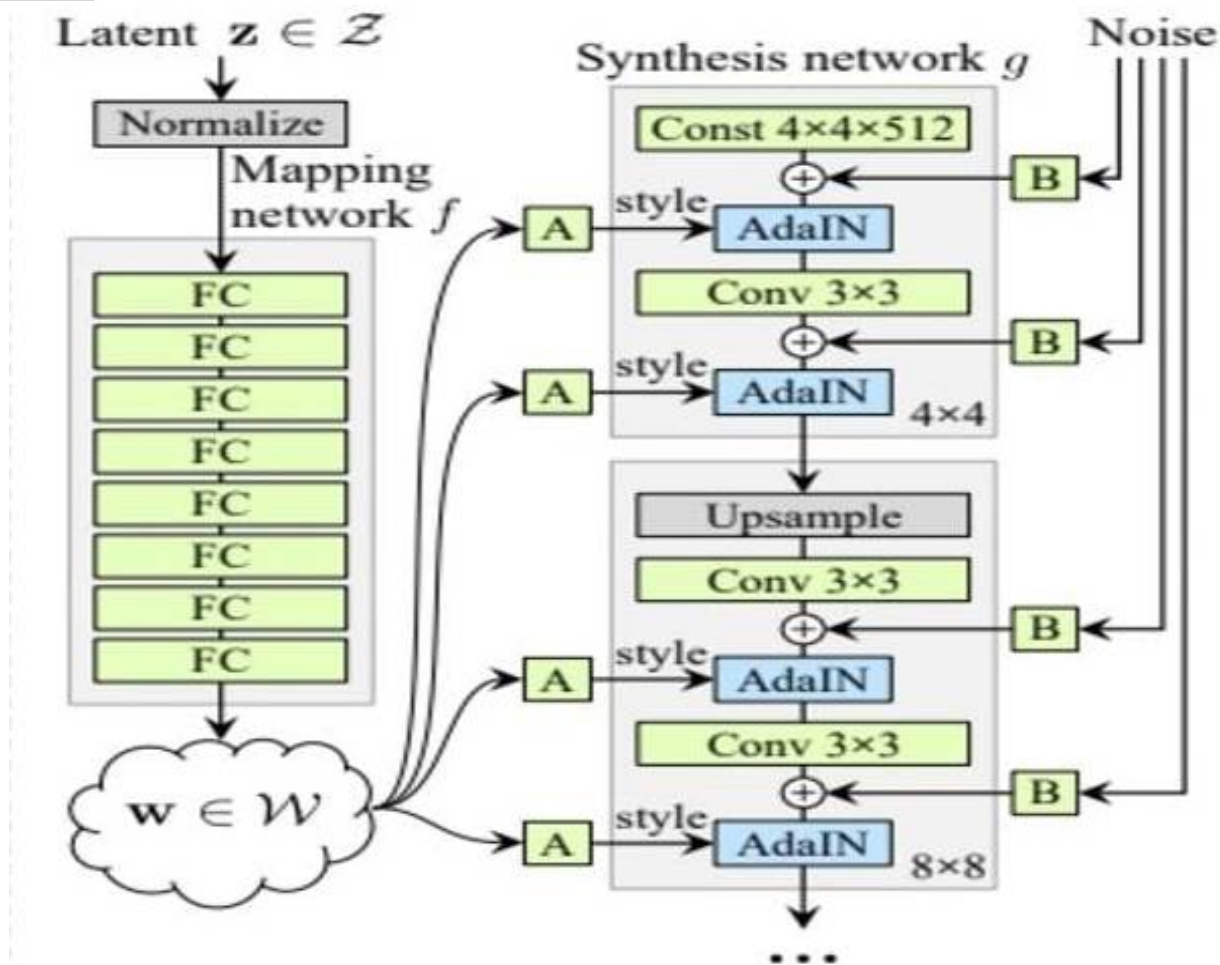 Latent z ∈ 𝒵
Normalize
Mapping
network f
FC
FC
FC
FC
FC
FC
FC
FC
w ∈ 𝒲
Synthesis network g
Noise
Const 4×4×512
B
A
style
AdaIN
Conv 3×3
B
A
style
AdaIN
4×4
Upsample
Conv 3×3
B
A
style
AdaIN
Conv 3×3
B
A
style
AdaIN
8×8
...